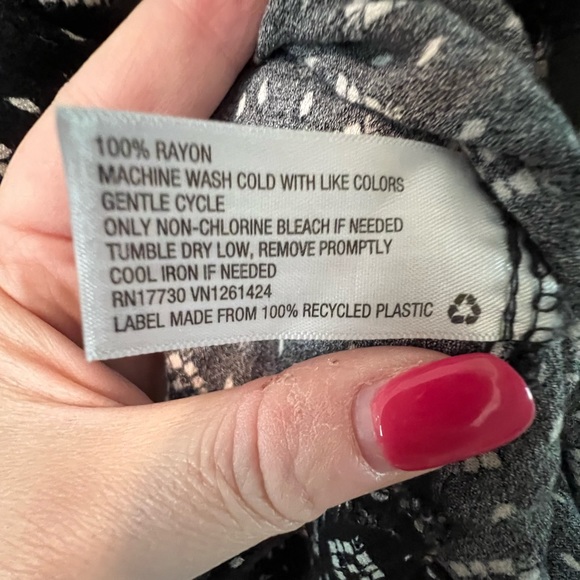 100% RAYON
MACHINE WASH COLD WITH LIKE COLORS
GENTLE CYCLE
ONLY NON-CHLORINE BLEACH IF NEEDED
TUMBLE DRY LOW, REMOVE PROMPTLY
COOL IRON IF NEEDED
RN17730 VN1261424
LABEL MADE FROM 100% RECYCLED PLASTIC